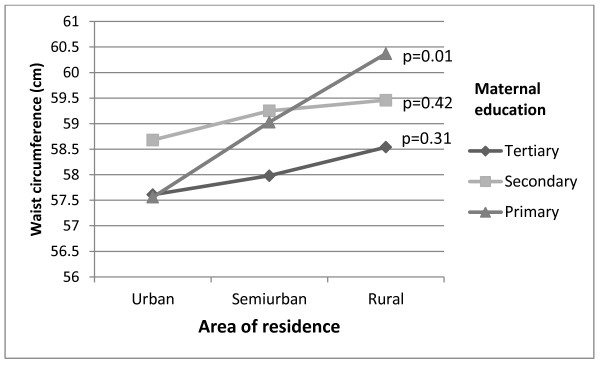 61
60.5
60
59.5
59
58.5
58
57.5
57
56.5
56
Waist circumference (cm)
Urban
Semiurban
Rural
Area of residence
p=0.01
p=0.42
p=0.31
Maternal
education
Tertiary
Secondary
Primary